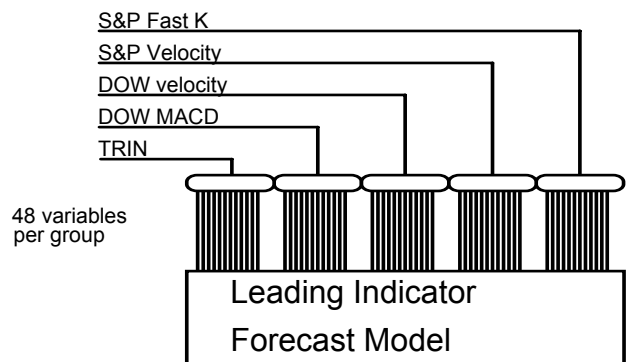 S&P Fast K
S&P Velocity
DOW velocity
DOW MACD
TRIN
48 variables
per group
Leading Indicator
Forecast Model